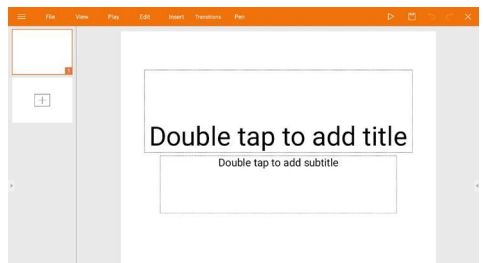 File View Play Edit Insert Transitions Pen
1
Double tap to add title
Double tap to add subtitle